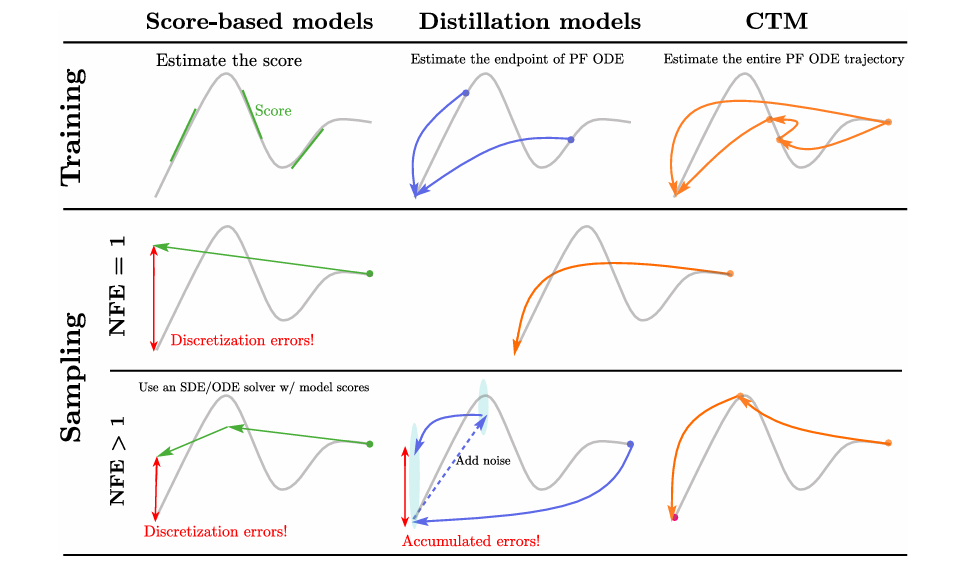 Score-based models
Distillation models
CTM
Training
Estimate the score
Estimate the endpoint of PF ODE
Estimate the entire PF ODE trajectory
Score
Sampling
NFE = 1
Discretization errors!
NFE > 1
Use an SDE/ODE solver w/ model scores
Add noise
Discretization errors!
Accumulated errors!